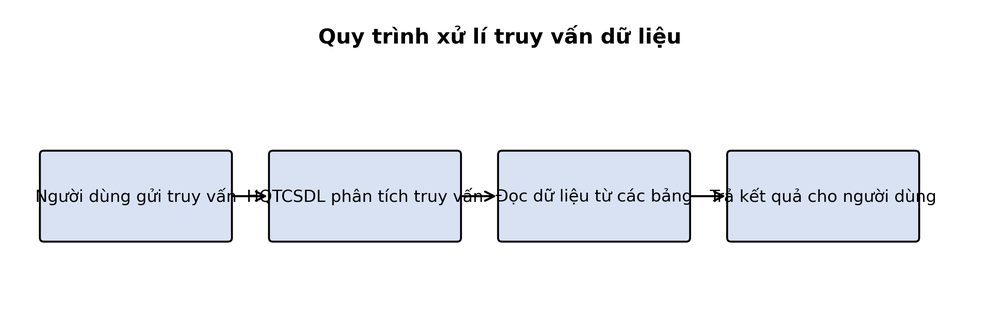 Quy trình xử lí truy vấn dữ liệu
Người dùng gửi truy vấn
HQTCSDL phân tích truy vấn
Đọc dữ liệu từ các bảng
Trả kết quả cho người dùng